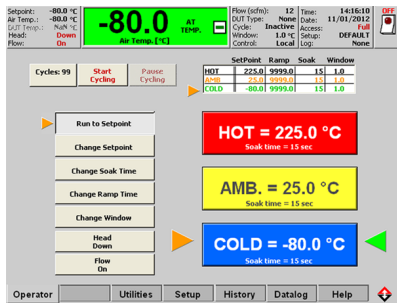 Setpoint: -80.0 °C
Air Temp.: -80.0 °C
DUT Temp.: NaN °C
Head: Down
Flow: On
-80.0 AT TEMP.
Air Temp. [°C]
Flow (scfm): 12
DUT Type: None
Cycle: Inactive
Window: 1.0 °C
Control: Local
Time: 14:16:10
Date: 11/01/2012
Access: Full
Setup: DEFAULT
Log: None
OFF
Cycles: 99
Start Cycling
Pause Cycling
SetPoint Ramp Soak Window
HOT 225.0 9999.0 15 1.0
AMB 25.0 9999.0 15 1.0
COLD -80.0 9999.0 15 1.0
Run to Setpoint
Change Setpoint
Change Soak Time
Change Ramp Time
Change Window
Head Down
Flow On
HOT = 225.0 °C
Soak time = 15 sec
AMB. = 25.0 °C
Soak time = 15 sec
COLD = -80.0 °C
Soak time = 15 sec
Operator Utilities Setup History Datalog Help